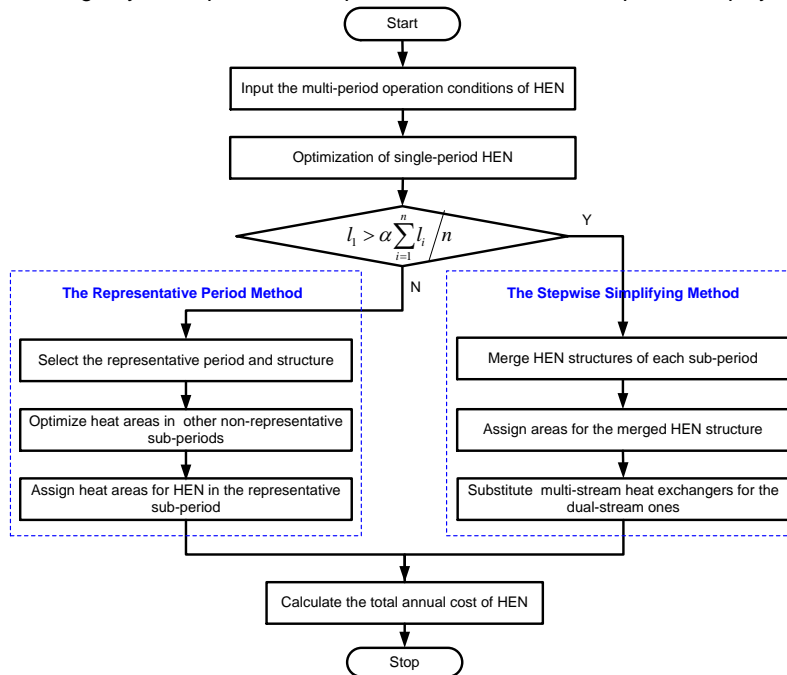 Start
Input the multi-period operation conditions of HEN
Optimization of single-period HEN
l₁ > α ∑ᵢ₌₁ⁿ lᵢ / n
Y
N
The Representative Period Method
Select the representative period and structure
Optimize heat areas in other non-representative
sub-periods
Assign heat areas for HEN in the representative
sub-period
The Stepwise Simplifying Method
Merge HEN structures of each sub-period
Assign areas for the merged HEN structure
Substitute multi-stream heat exchangers for the
dual-stream ones
Calculate the total annual cost of HEN
Stop